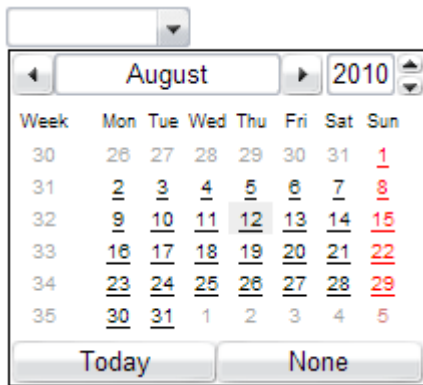 August 2010
Week Mon Tue Wed Thu Fri Sat Sun
30 26 27 28 29 30 31 1
31 2 3 4 5 6 7 8
32 9 10 11 12 13 14 15
33 16 17 18 19 20 21 22
34 23 24 25 26 27 28 29
35 30 31 1 2 3 4 5
Today None